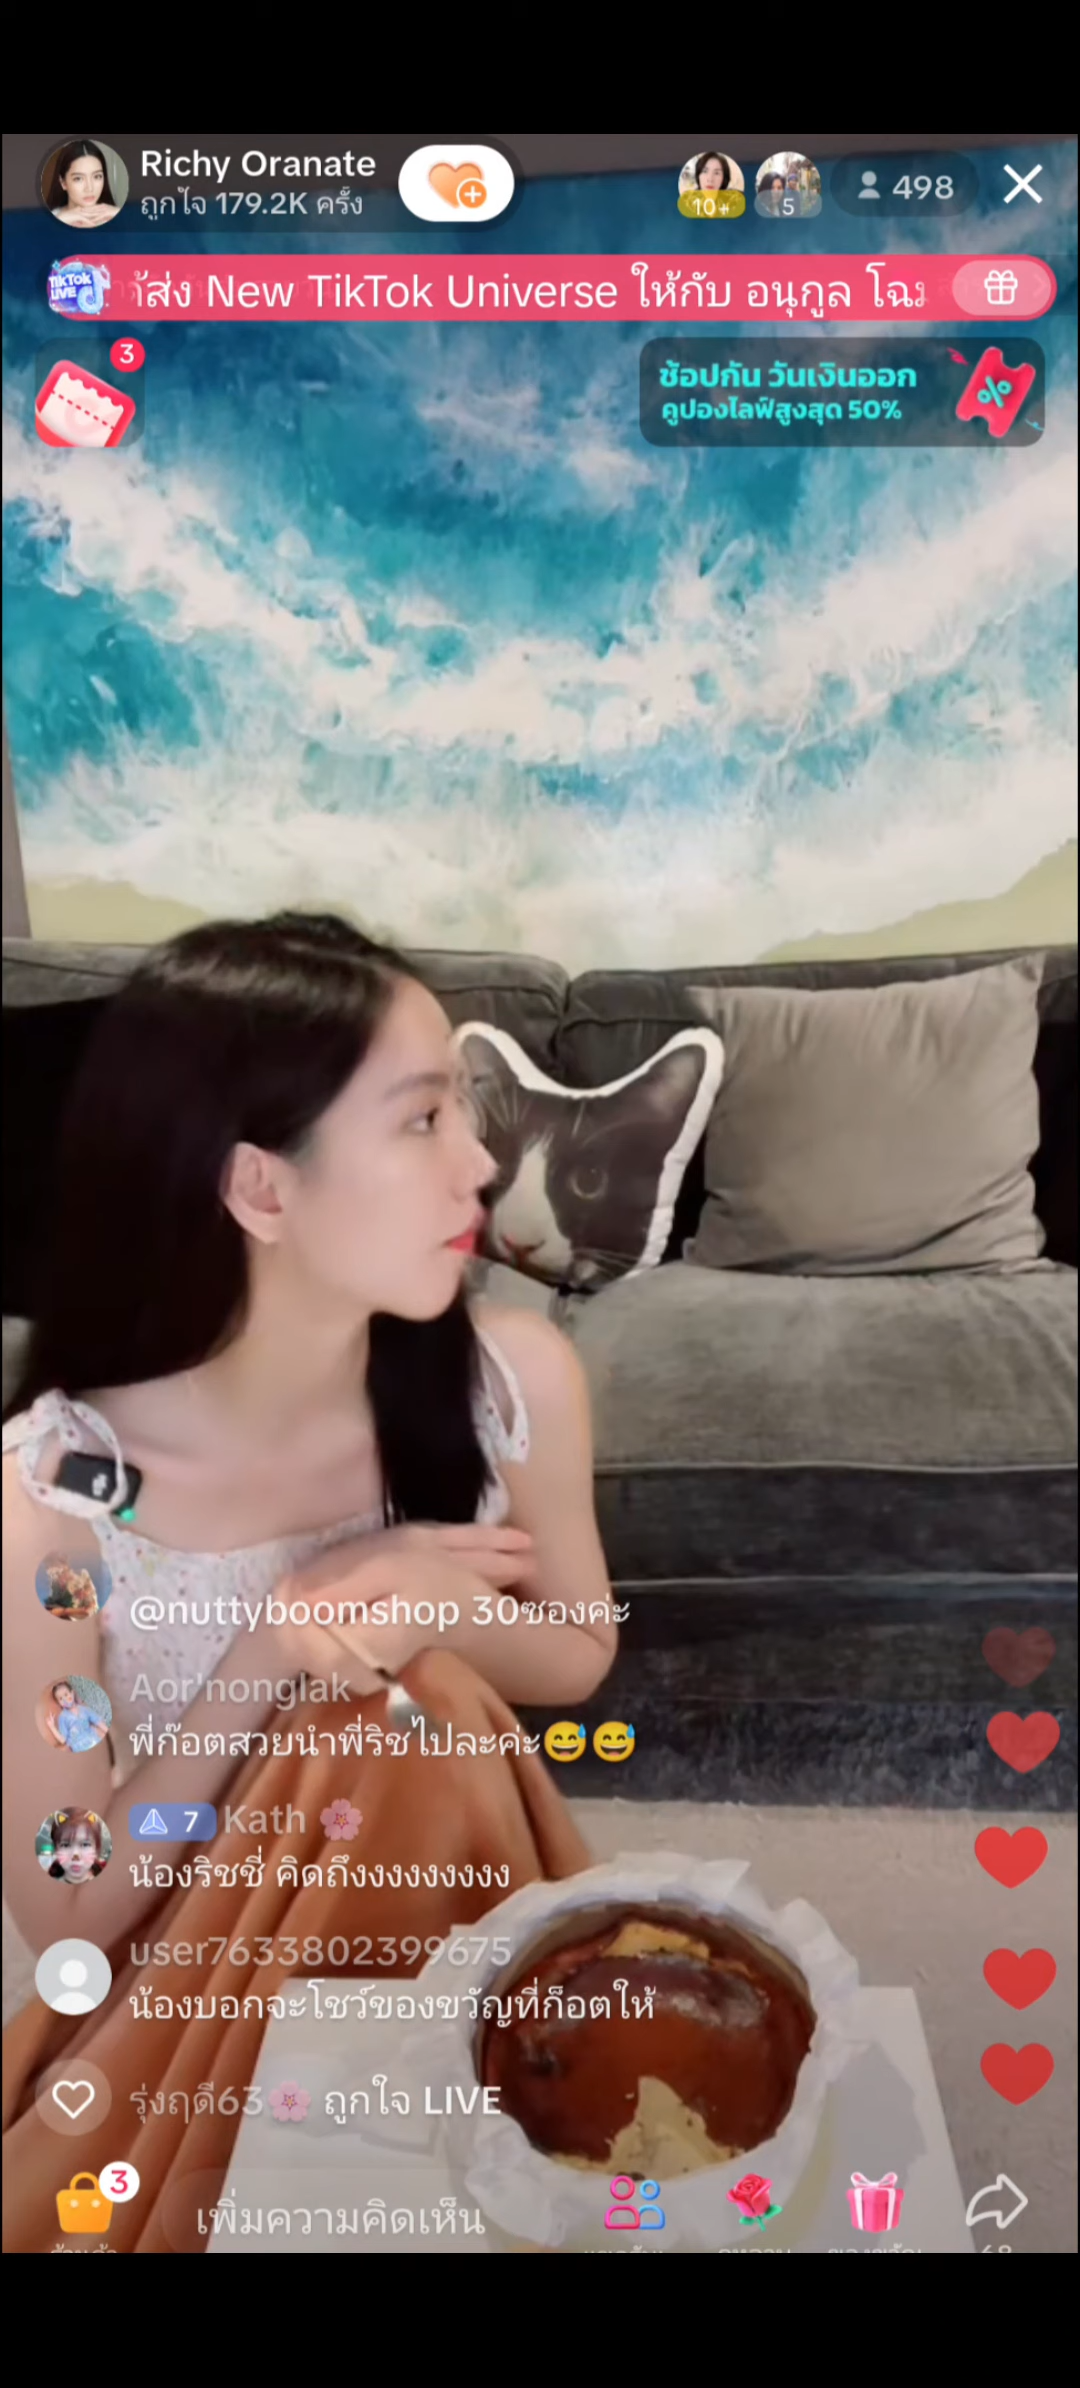 Richy Oranate
ถูกใจ 179.2K ครั้ง
10+
5
498
TikTok
LIVE
ส่ง New TikTok Universe ให้กับ อนุกูล
3
ช้อปกัน วันเงินออก
คูปองไลฟ์สูงสุด 50%
%
@nuttyboomshop 30ซองค่ะ
Aor'nonglak
พี่ก๊อตสวยนำพี่ริชไปละค่ะ😅😅
7 Kath 🌸
น้องริชชี่ คิดถึงงงงงงงงง
user7633802399675
น้องบอกจะโชว์ของขวัญที่ก็อตให้
รุ่งฤดี63🌸 ถูกใจ LIVE
3
เพิ่มความคิดเห็น